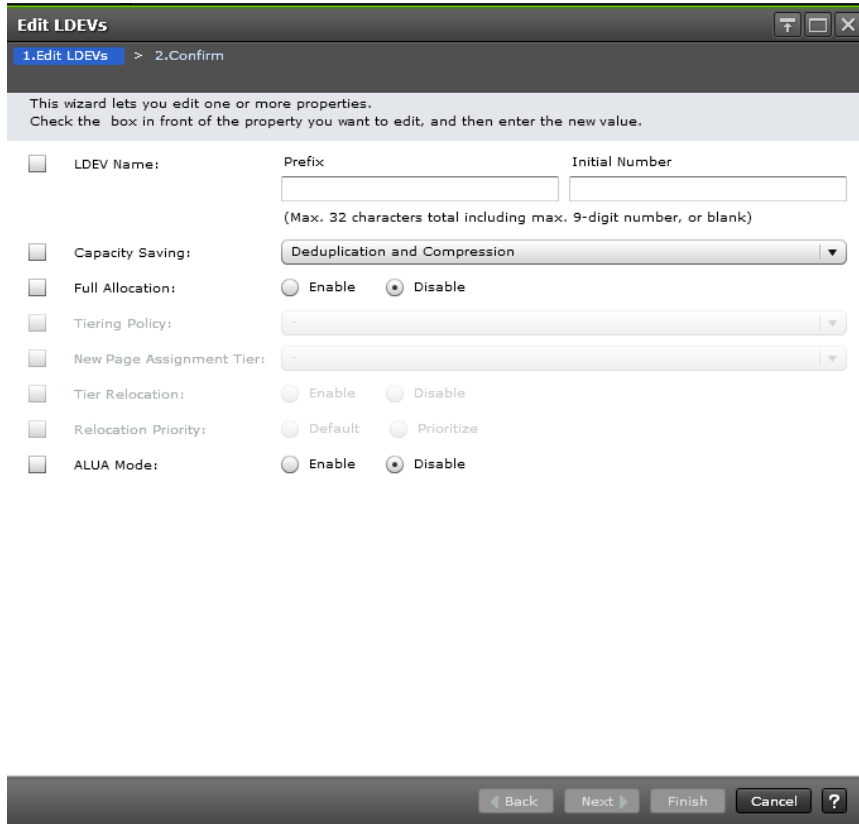 Edit LDEVs
1.Edit LDEVs > 2.Confirm
This wizard lets you edit one or more properties.
Check the box in front of the property you want to edit, and then enter the new value.
LDEV Name: Prefix Initial Number
(Max. 32 characters total including max. 9-digit number, or blank)
Capacity Saving: Deduplication and Compression
Full Allocation: Enable Disable
Tiering Policy: -
New Page Assignment Tier: -
Tier Relocation: Enable Disable
Relocation Priority: Default Prioritize
ALUA Mode: Enable Disable
Back Next Finish Cancel ?